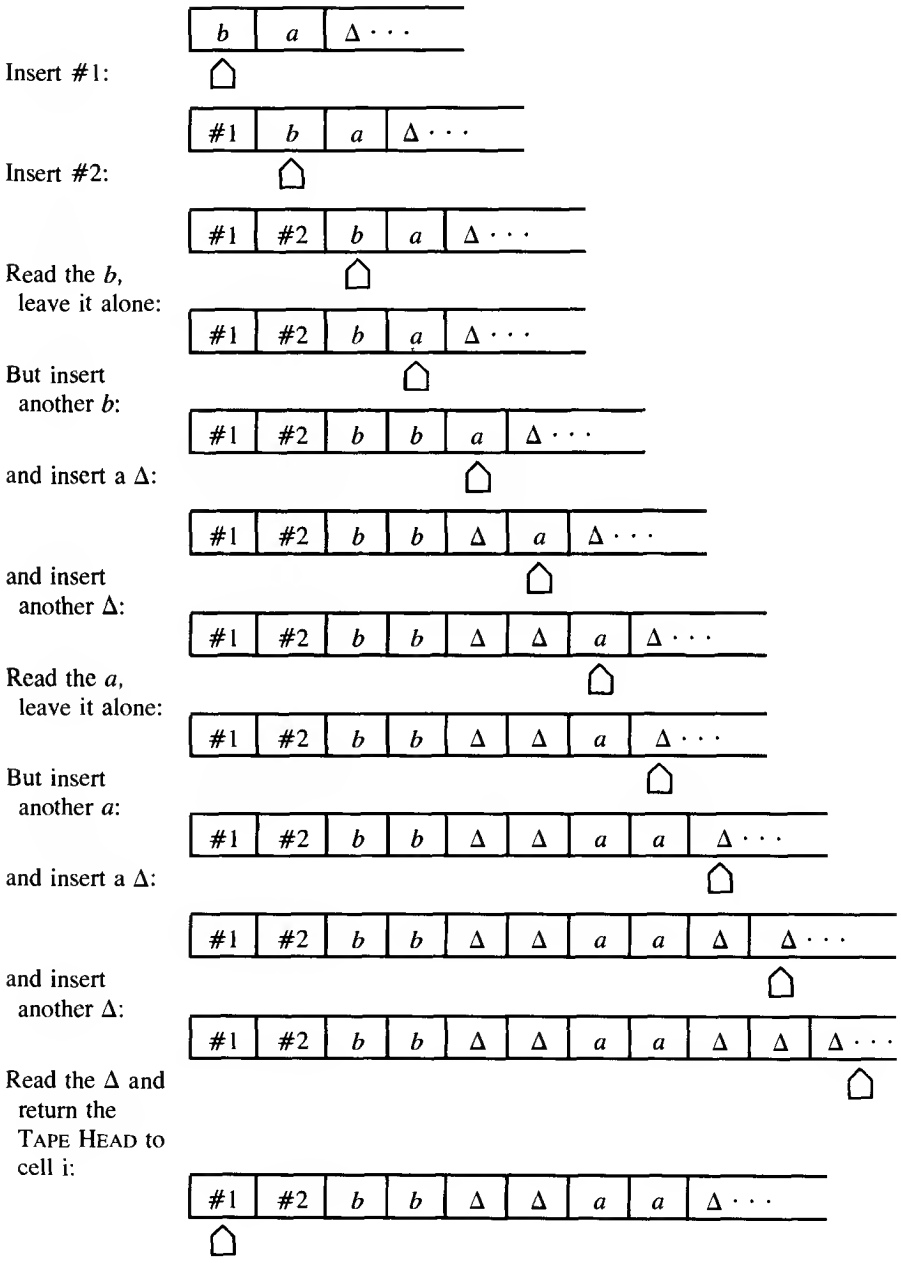 b a Δ · · ·
Insert #1:
#1 b a Δ · · ·
Insert #2:
#1 #2 b a Δ · · ·
Read the b,
leave it alone:
#1 #2 b a Δ · · ·
But insert
another b:
#1 #2 b b a Δ · · ·
and insert a Δ:
#1 #2 b b Δ a Δ · · ·
and insert
another Δ:
#1 #2 b b Δ Δ a Δ · · ·
Read the a,
leave it alone:
#1 #2 b b Δ Δ a Δ · · ·
But insert
another a:
#1 #2 b b Δ Δ a a Δ · · ·
and insert a Δ:
#1 #2 b b Δ Δ a a Δ Δ · · ·
and insert
another Δ:
#1 #2 b b Δ Δ a a Δ Δ Δ · · ·
Read the Δ and
return the
TAPE HEAD to
cell i:
#1 #2 b b Δ Δ a a Δ · · ·